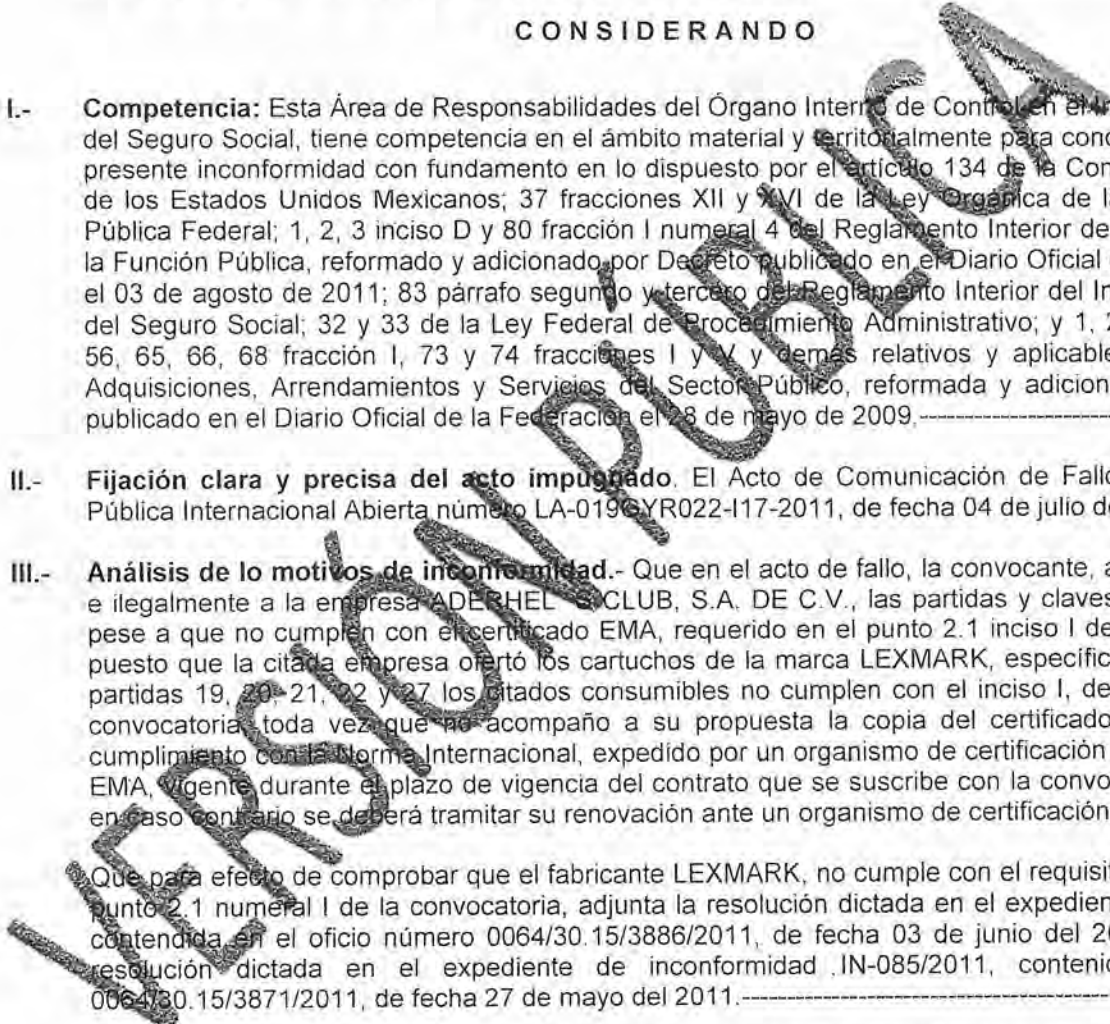 CONSIDERANDO
I.- Competencia: Esta Área de Responsabilidades del Órgano Interno de Control en el
del Seguro Social, tiene competencia en el ámbito material y territorialmente para cono
presente inconformidad con fundamento en lo dispuesto por el artículo 134 de la Con
de los Estados Unidos Mexicanos; 37 fracciones XII y XVI de la Ley Orgánica de l
Pública Federal; 1, 2, 3 inciso D y 80 fracción I numeral 4 del Reglamento Interior de
la Función Pública, reformado y adicionado por Decreto publicado en el Diario Oficial
el 03 de agosto de 2011; 83 párrafo segundo y tercero del Reglamento Interior del In
del Seguro Social; 32 y 33 de la Ley Federal de Procedimiento Administrativo; y 1,
56, 65, 66, 68 fracción I, 73 y 74 fracciones I y V y demás relativos y aplicable
Adquisiciones, Arrendamientos y Servicios del Sector Público, reformada y adicion
publicado en el Diario Oficial de la Federación el 28 de mayo de 2009.
II.- Fijación clara y precisa del acto impugnado. El Acto de Comunicación de Fallo
Pública Internacional Abierta número LA-019GYR022-I17-2011, de fecha 04 de julio d
III.- Análisis de lo motivos de inconformidad.- Que en el acto de fallo, la convocante, a
e ilegalmente a la empresa ADERHEL´S CLUB, S.A. DE C.V., las partidas y claves
pese a que no cumplen con el certificado EMA, requerido en el punto 2.1 inciso I de
puesto que la citada empresa ofertó los cartuchos de la marca LEXMARK, específic
partidas 19, 20, 21, 22 y 27 los citados consumibles no cumplen con el inciso I, de
convocatoria, toda vez que no acompaño a su propuesta la copia del certificado
cumplimiento con la Norma Internacional, expedido por un organismo de certificación
EMA, vigente durante el plazo de vigencia del contrato que se suscribe con la convo
en caso contrario se deberá tramitar su renovación ante un organismo de certificación
Que para efecto de comprobar que el fabricante LEXMARK, no cumple con el requisi
punto 2.1 numeral I de la convocatoria, adjunta la resolución dictada en el expedien
contendida en el oficio número 0064/30.15/3886/2011, de fecha 03 de junio del 2
resolución dictada en el expediente de inconformidad IN-085/2011, conteni
0064/30.15/3871/2011, de fecha 27 de mayo del 2011.
VERSIÓN PÚBLICA